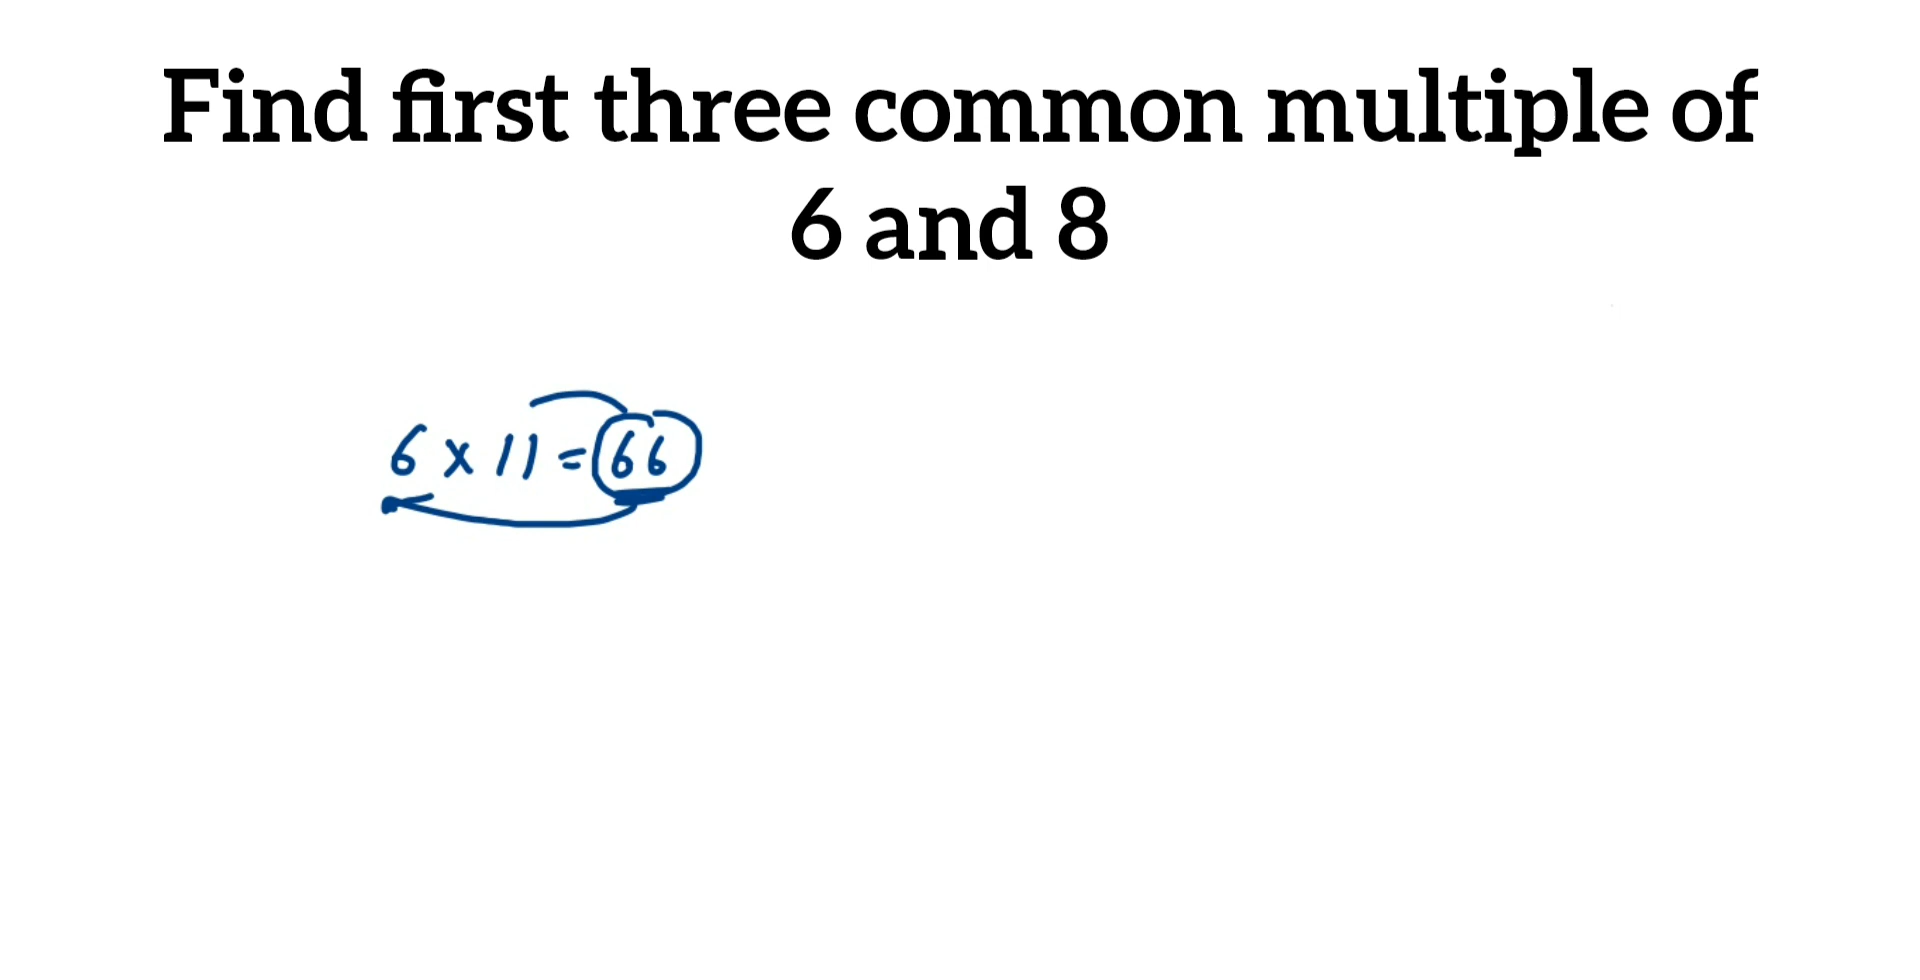 Find first three common multiple of
6 and 8
6 x 11 = 66